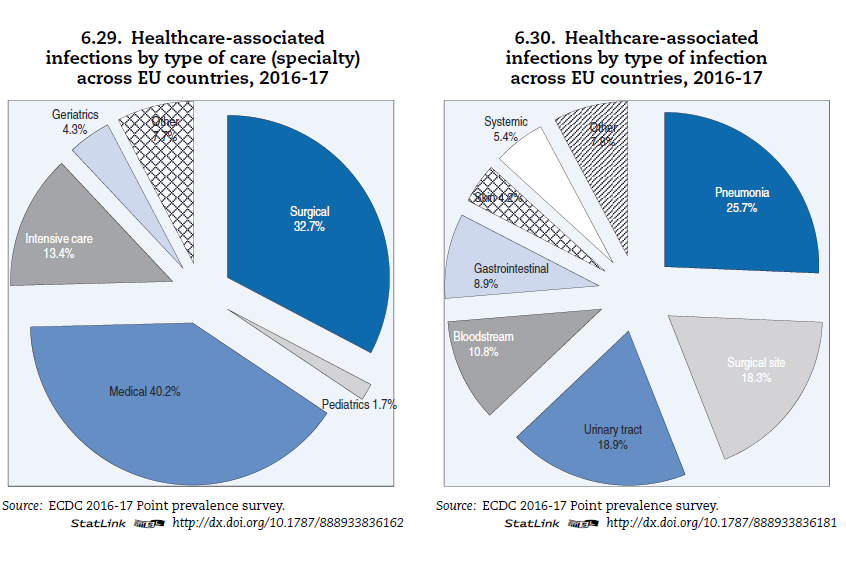 6.29. Healthcare-associated
infections by type of care (specialty)
across EU countries, 2016-17
Geriatrics
4.3%
Other
7.7%
Surgical
32.7%
Intensive care
13.4%
Medical 40.2%
Pediatrics 1.7%
Source: ECDC 2016-17 Point prevalence survey.
StatLink http://dx.doi.org/10.1787/888933836162
6.30. Healthcare-associated
infections by type of infection
across EU countries, 2016-17
Systemic
5.4%
Other
7.8%
Pneumonia
25.7%
Skin 4.2%
Gastrointestinal
8.9%
Bloodstream
10.8%
Surgical site
18.3%
Urinary tract
18.9%
Source: ECDC 2016-17 Point prevalence survey.
StatLink http://dx.doi.org/10.1787/888933836181